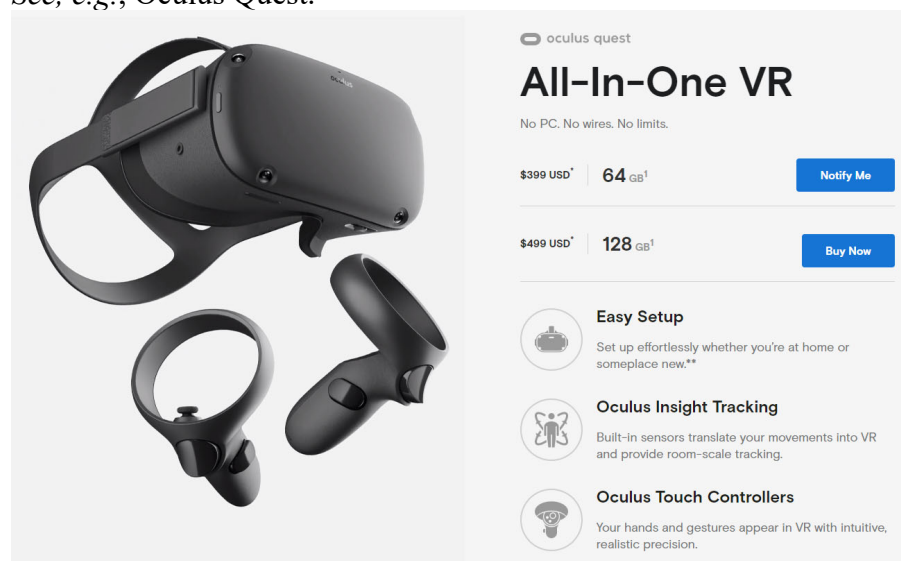 See, e.g., Oculus Quest.
oculus
oculus quest
All-In-One VR
No PC. No wires. No limits.
$399 USD* 64 GB¹ Notify Me
$499 USD* 128 GB¹ Buy Now
Easy Setup
Set up effortlessly whether you're at home or
someplace new.**
Oculus Insight Tracking
Built-in sensors translate your movements into VR
and provide room-scale tracking.
Oculus Touch Controllers
Your hands and gestures appear in VR with intuitive,
realistic precision.